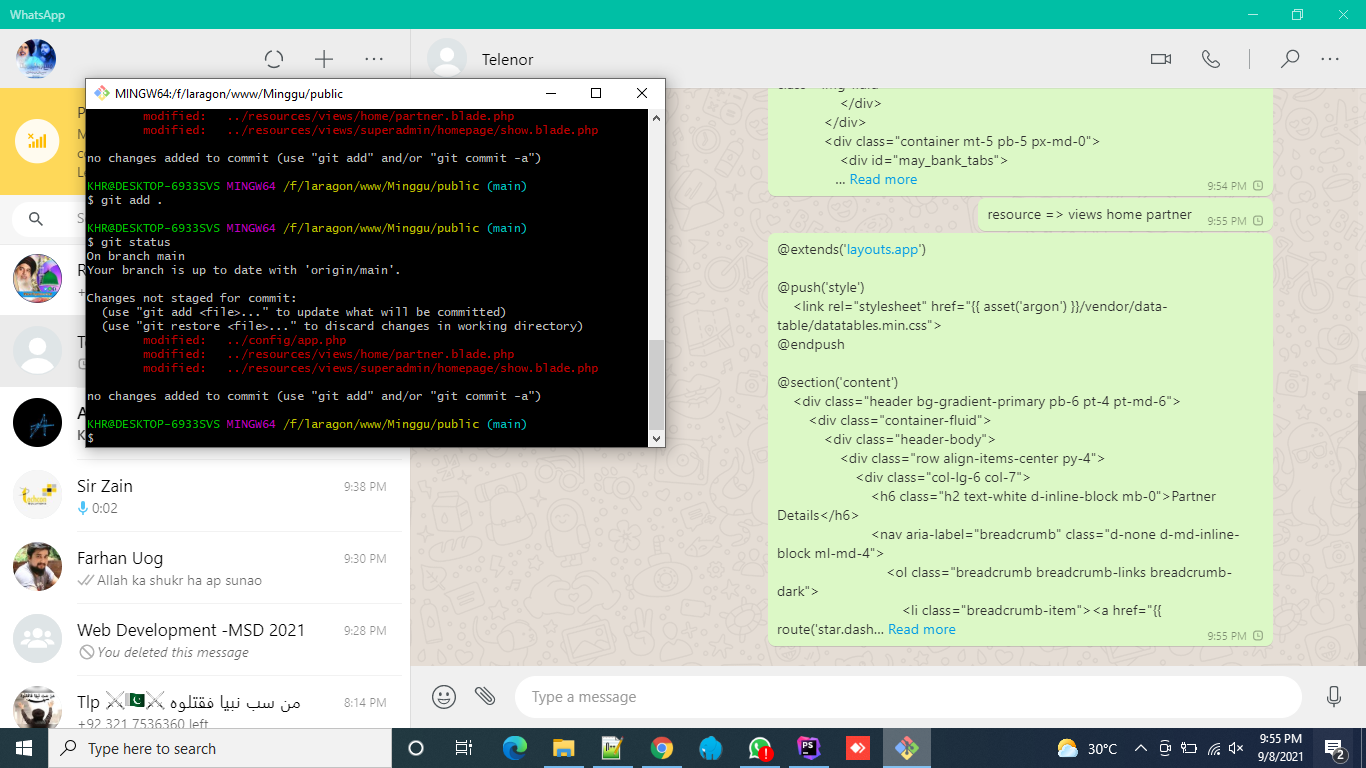 WhatsApp
Telenor
MINGW64:/f/laragon/www/Minggu/public
modified:   ../resources/views/home/partner.blade.php
modified:   ../resources/views/superadmin/homepage/show.blade.php
no changes added to commit (use "git add" and/or "git commit -a")
KHR@DESKTOP-6933SVS MINGW64 /f/laragon/www/Minggu/public (main)
$ git add .
KHR@DESKTOP-6933SVS MINGW64 /f/laragon/www/Minggu/public (main)
$ git status
On branch main
Your branch is up to date with 'origin/main'.
Changes not staged for commit:
(use "git add <file>..." to update what will be committed)
(use "git restore <file>..." to discard changes in working directory)
modified:   ../config/app.php
modified:   ../resources/views/home/partner.blade.php
modified:   ../resources/views/superadmin/homepage/show.blade.php
no changes added to commit (use "git add" and/or "git commit -a")
KHR@DESKTOP-6933SVS MINGW64 /f/laragon/www/Minggu/public (main)
$
Sir Zain 9:38 PM
0:02
Farhan Uog 9:30 PM
Allah ka shukr ha ap sunao
Web Development -MSD 2021 9:28 PM
You deleted this message
Tlp ⚔🇵🇰⚔ من سب نبیا فقتلوہ 8:14 PM
+92 321 7536360 left
</div>
</div>
<div class="container mt-5 pb-5 px-md-0">
<div id="may_bank_tabs">
... Read more 9:54 PM
resource => views home partner 9:55 PM
@extends('layouts.app')
@push('style')
<link rel="stylesheet" href="{{ asset('argon') }}/vendor/data-
table/datatables.min.css">
@endpush
@section('content')
<div class="header bg-gradient-primary pb-6 pt-4 pt-md-6">
<div class="container-fluid">
<div class="header-body">
<div class="row align-items-center py-4">
<div class="col-lg-6 col-7">
<h6 class="h2 text-white d-inline-block mb-0">Partner
Details</h6>
<nav aria-label="breadcrumb" class="d-none d-md-inline-
block ml-md-4">
<ol class="breadcrumb breadcrumb-links breadcrumb-
dark">
<li class="breadcrumb-item"><a href="{{
route('star.dash... Read more 9:55 PM
Type a message
Type here to search
30°C
9:55 PM
9/8/2021
2